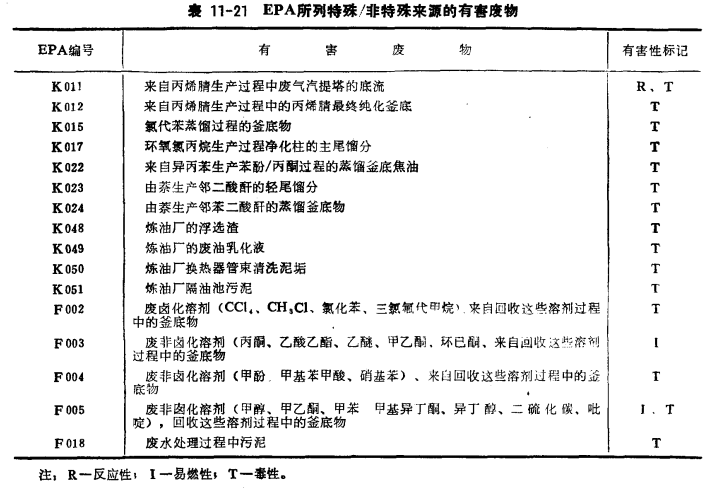 表 11-21 EPA所列特殊/非特殊来源的有害废物
EPA编号 有害废物 有害性标记
K011 来自丙烯腈生产过程中废气汽提塔的底流 R、T
K012 来自丙烯腈生产过程中的丙烯腈最终纯化釜底 T
K015 氯代苯蒸馏过程的釜底物 T
K017 环氧氯丙烷生产过程净化柱的主尾馏分 T
K022 来自异丙苯生产苯酚/丙酮过程的蒸馏釜底焦油 T
K023 由萘生产邻二酸酐的轻尾馏分 T
K024 由萘生产邻苯二酸酐的蒸馏釜底物 T
K048 炼油厂的浮选渣 T
K049 炼油厂的废油乳化液 T
K050 炼油厂换热器管束清洗泥垢 T
K051 炼油厂隔油池污泥 T
F002 废卤化溶剂（CCl₄、CH₃Cl、氯化苯、三氯氟代甲烷）来自回收这些溶剂过程 T
中的釜底物
F003 废非卤化溶剂（丙酮、乙酸乙酯、乙醚、甲乙酮、环己酮、来自回收这些溶剂 I
过程中的釜底物
F004 废非卤化溶剂（甲酚、甲基苯甲酸、硝基苯）、来自回收这些溶剂过程中的釜 T
底物
F005 废非卤化溶剂（甲醇、甲乙酮、甲苯 甲基异丁酮、异丁醇、二硫化碳、吡 I、T
啶），回收这些溶剂过程中的釜底物
F018 废水处理过程中污泥 T
注：R—反应性；I—易燃性；T—毒性。